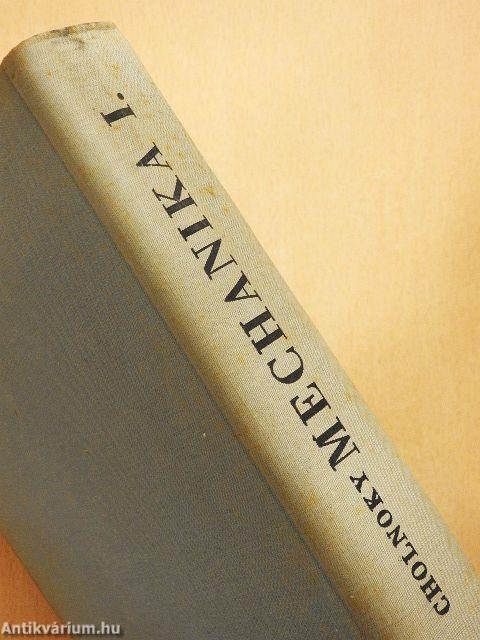 CHOLNOKY MECHANIKA I.
Antikvárium.hu